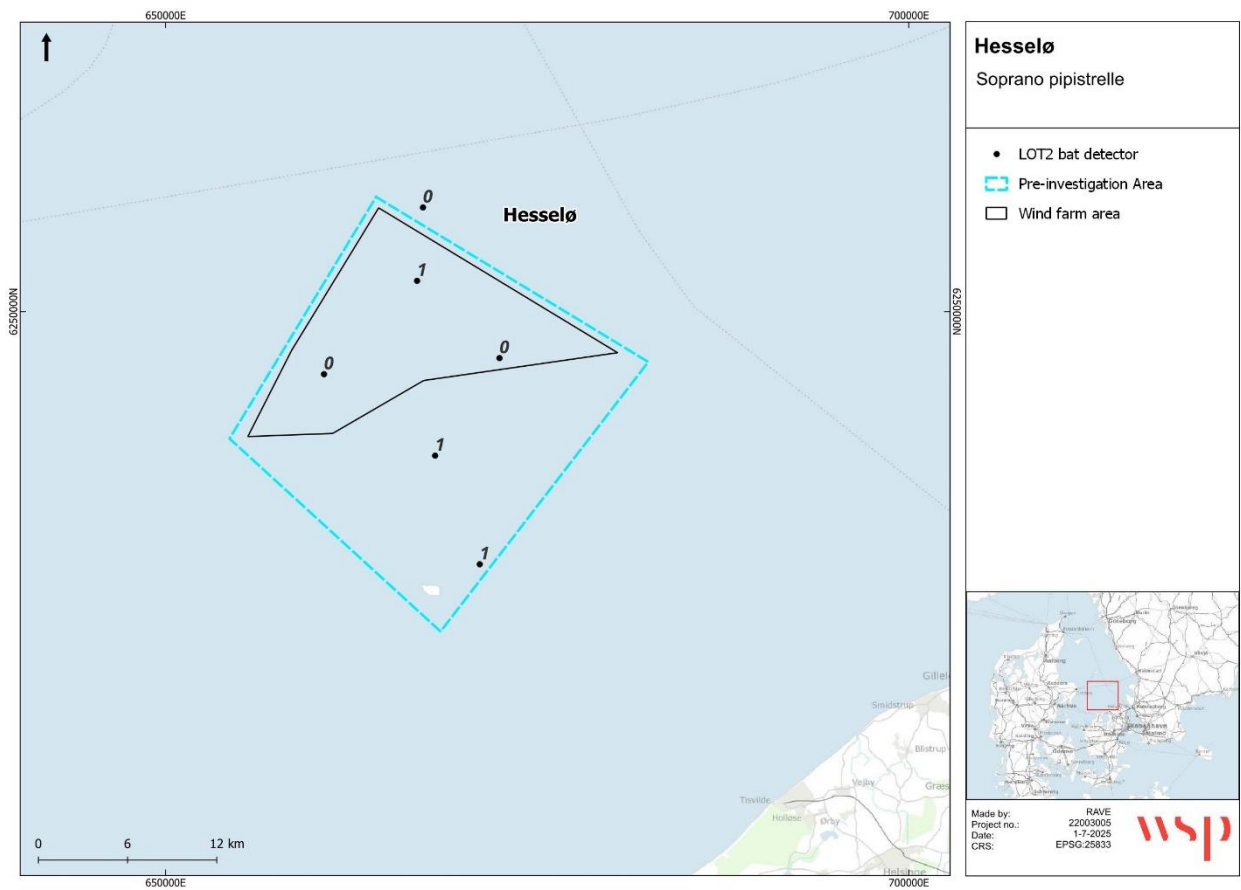 650000E
700000E
Hesselø
Soprano pipistrelle
LOT2 bat detector
Pre-investigation Area
Wind farm area
0
Hesselø
1
6250000N
6250000N
0
0
1
1
Gillel
Smidstrup
Blistrup
Vejby
Græs
Tisvilde
Holløse
Ørby
Helsinge
0
6
12 km
650000E
700000E
Made by:
RAVE
Project no.:
22003005
Date:
1-7-2025
CRS:
EPSG:25833
wsp